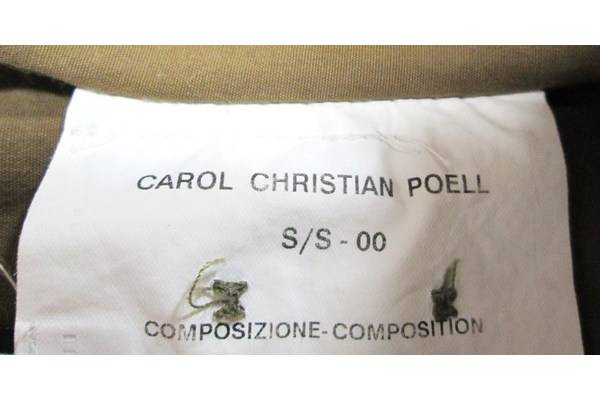 CAROL CHRISTIAN POELL
S/S - 00
COMPOSIZIONE-COMPOSITION